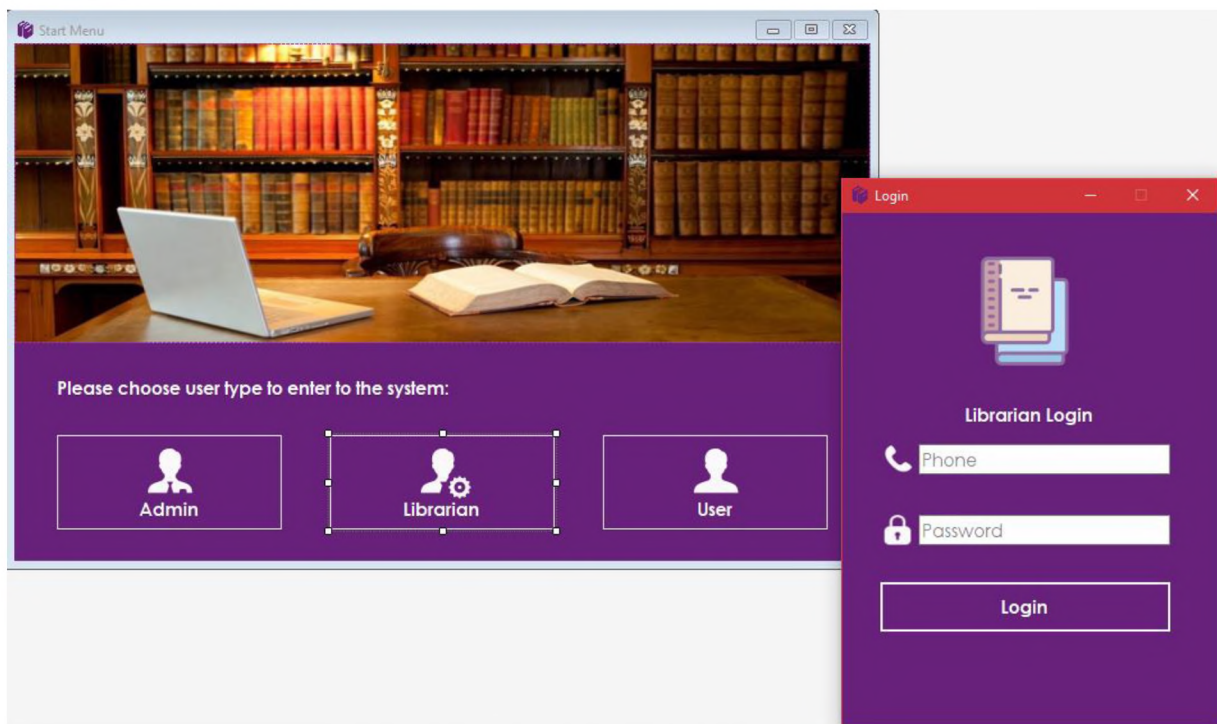 Start Menu
Please choose user type to enter to the system:
Admin
Librarian
User
Login
Librarian Login
Phone
Password
Login